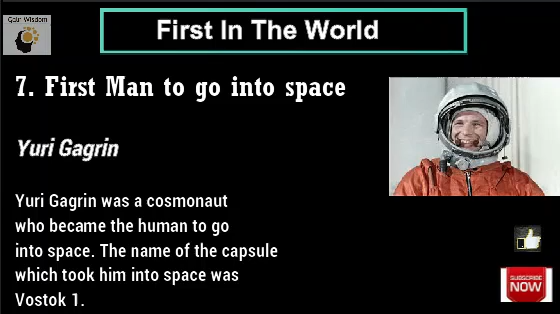 Gair Wisdom
First In The World
7. First Man to go into space
Yuri Gagrin
Yuri Gagrin was a cosmonaut
who became the human to go
into space. The name of the capsule
which took him into space was
Vostok 1.
SUBSCRIBE
NOW